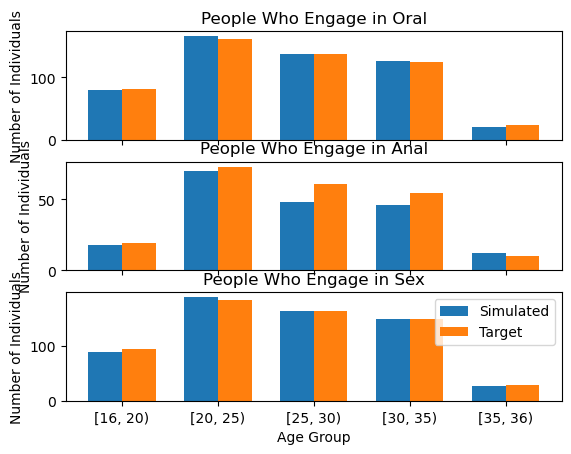 People Who Engage in Oral
Number of Individuals
100
0
People Who Engage in Anal
Number of Individuals
50
0
People Who Engage in Sex
Number of Individuals
100
0
Simulated
Target
[16, 20) [20, 25) [25, 30) [30, 35) [35, 36)
Age Group